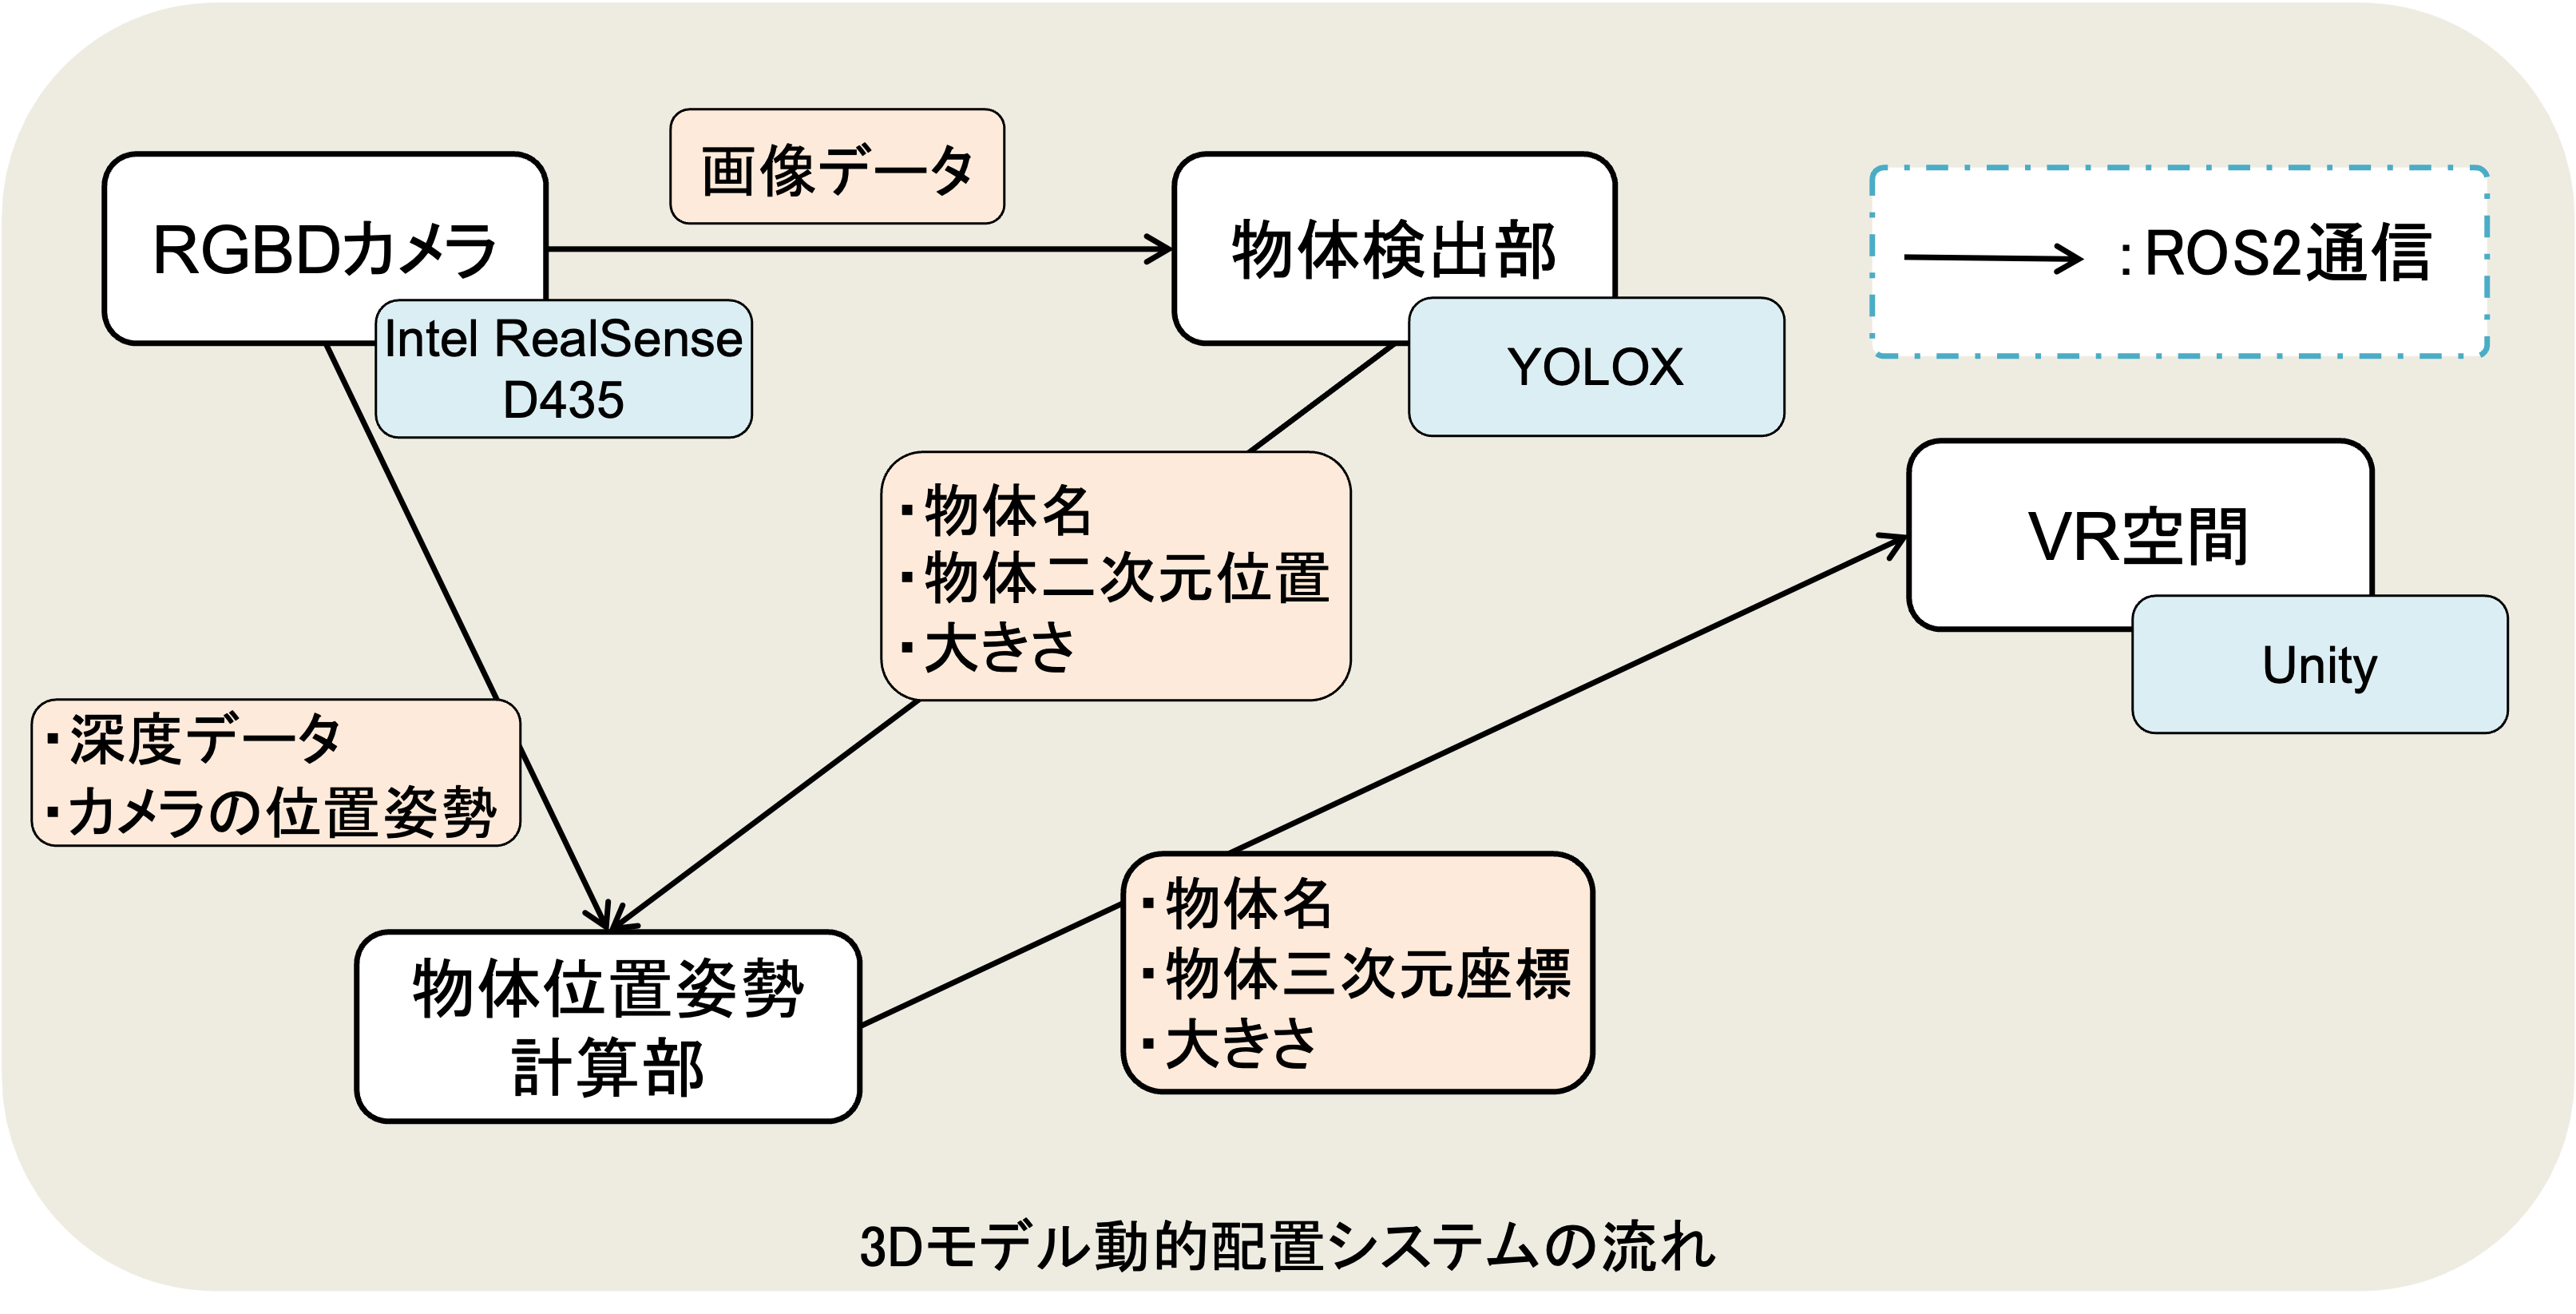 画像データ
RGBDカメラ
Intel RealSense
D435
物体検出部
YOLOX
:ROS2通信
・物体名
・物体二次元位置
・大きさ
VR空間
Unity
・深度データ
・カメラの位置姿勢
・物体名
・物体三次元座標
・大きさ
物体位置姿勢
計算部
3Dモデル動的配置システムの流れ